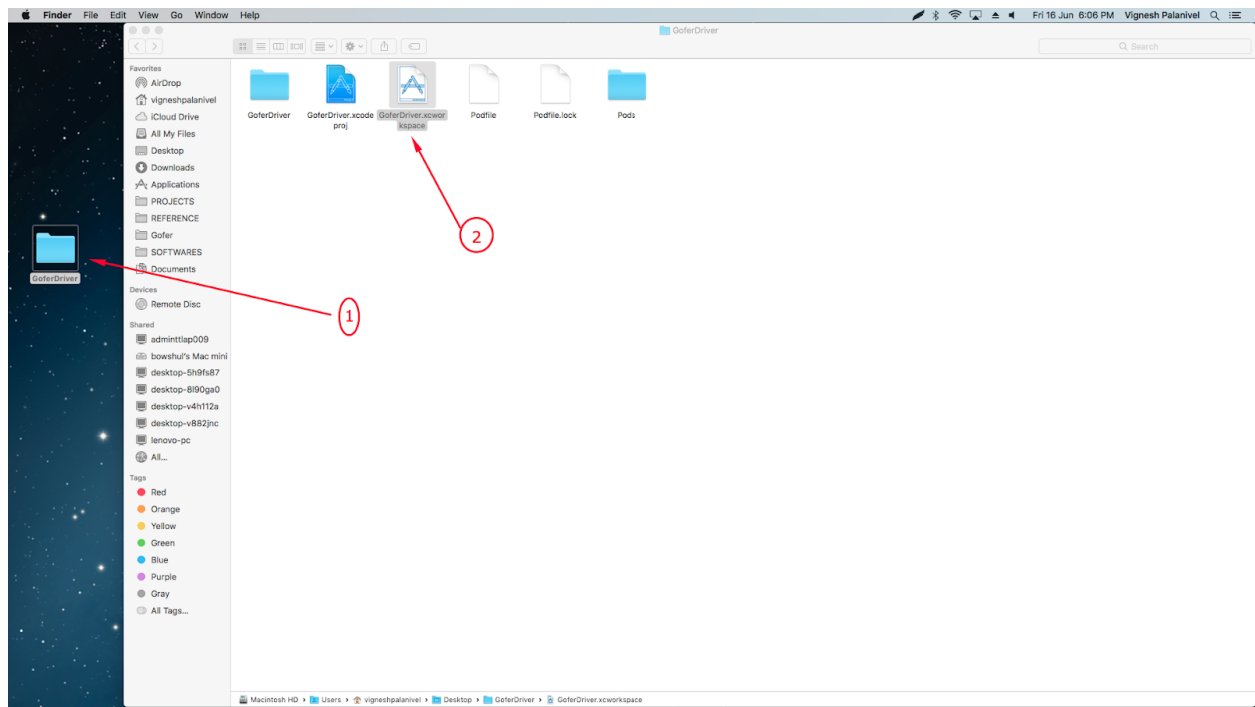 Finder File Edit View Go Window Help Fri 16 Jun 6:06 PM Vignesh Palanivel
GoferDriver
Search
Favorites
AirDrop
vigneshpalanivel
iCloud Drive
All My Files
Desktop
Downloads
Applications
PROJECTS
REFERENCE
Gofer
SOFTWARES
Documents
Devices
Remote Disc
Shared
adminttlap009
bowshul's Mac mini
desktop-5h9fs87
desktop-8l90ga0
desktop-v4h112a
desktop-v882jnc
lenovo-pc
All...
Tags
Red
Orange
Yellow
Green
Blue
Purple
Gray
All Tags...
GoferDriver
GoferDriver.xcode
proj
GoferDriver.xcwor
kspace
Podfile
Podfile.lock
Pods
2
GoferDriver
1
Macintosh HD › Users › vigneshpalanivel › Desktop › GoferDriver › GoferDriver.xcworkspace